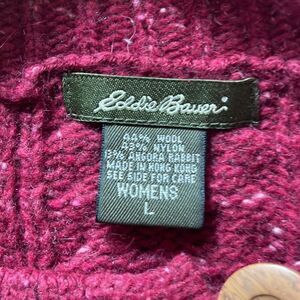 Eddie Bauer
44% WOOL
43% NYLON
13% ANGORA RABBIT
MADE IN HONG KONG
SEE SIDE FOR CARE
WOMENS
L